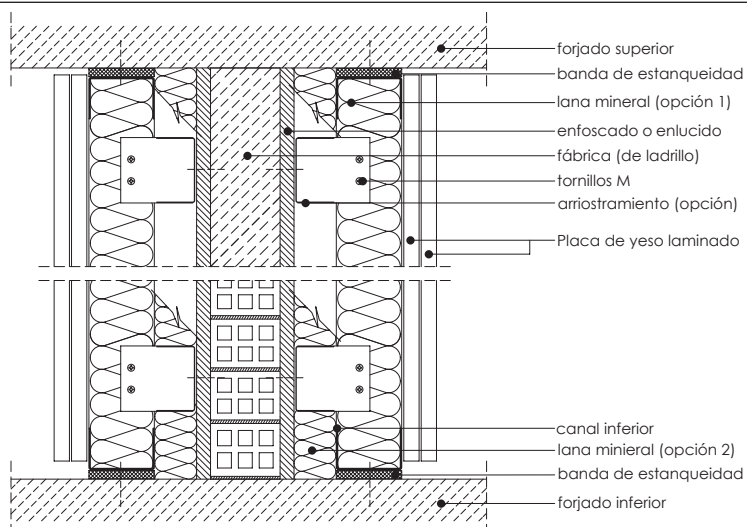 forjado superior
banda de estanqueidad
lana mineral (opción 1)
enfoscado o enlucido
fábrica (de ladrillo)
tornillos M
arriostramiento (opción)
Placa de yeso laminado
canal inferior
lana minieral (opción 2)
banda de estanqueidad
forjado inferior